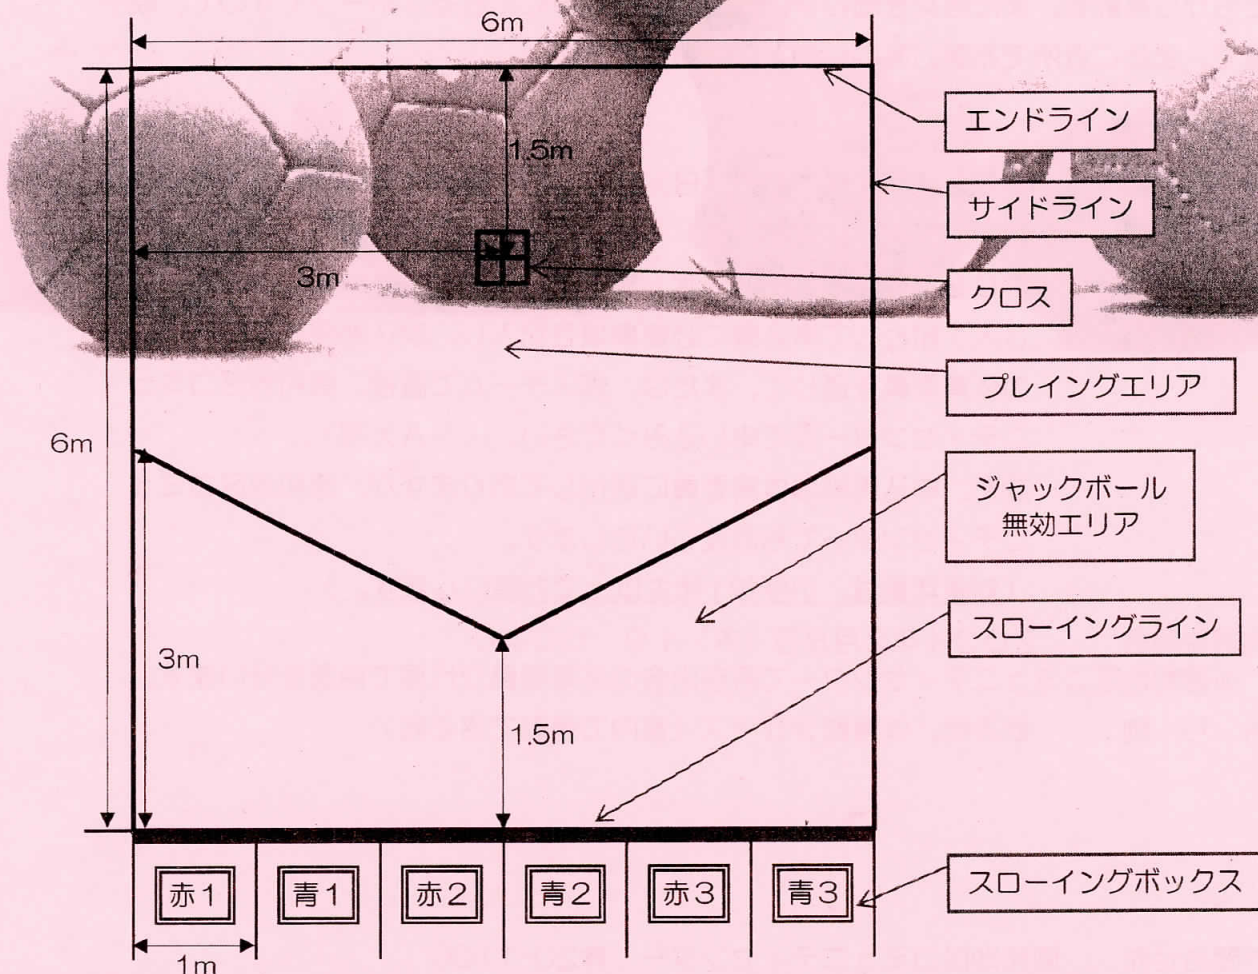 6m
エンドライン
1.5m
サイドライン
3m
クロス
プレイングエリア
6m
ジャックボール
無効エリア
スローイングライン
3m
1.5m
赤1
青1
赤2
青2
赤3
青3
スローイングボックス
1m